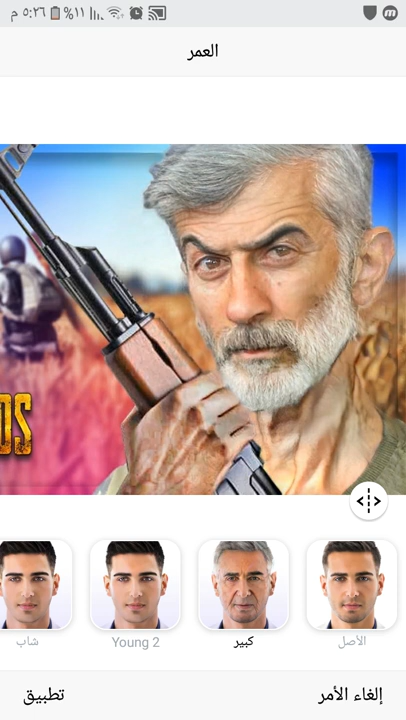 ٥:٢٦ م
%١١
العمر
DS
الأصل
كبير
Young 2
شاب
إلغاء الأمر
تطبيق